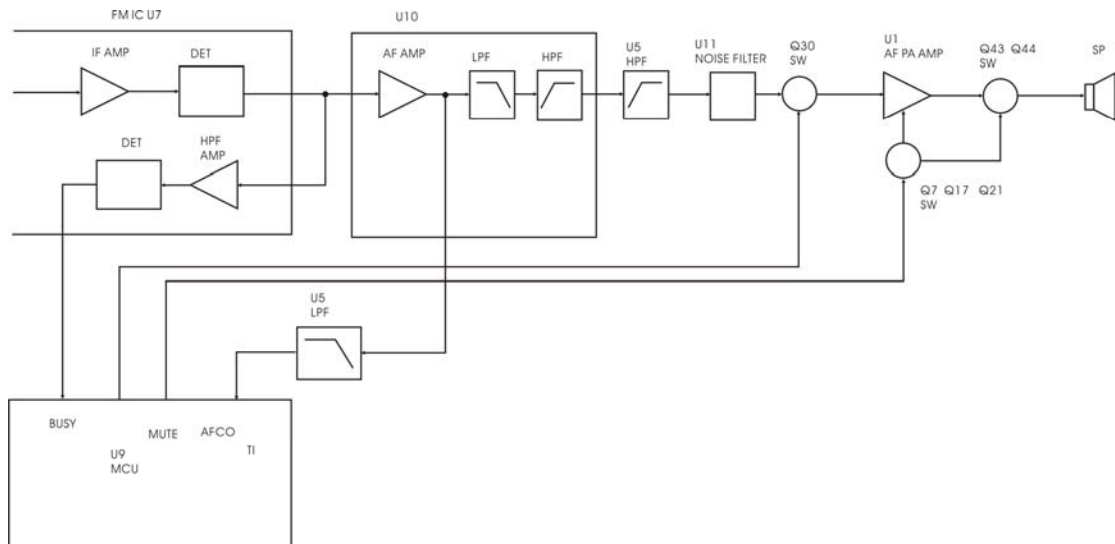 FM IC U7
U10
IF AMP
DET
AF AMP
LPF
HPF
U5
HPF
U11
NOISE FILTER
Q30
SW
U1
AF PA AMP
Q43 Q44
SW
SP
DET
HPF
AMP
Q7 Q17 Q21
SW
U5
LPF
BUSY
U9
MCU
MUTE
AFCO
TI